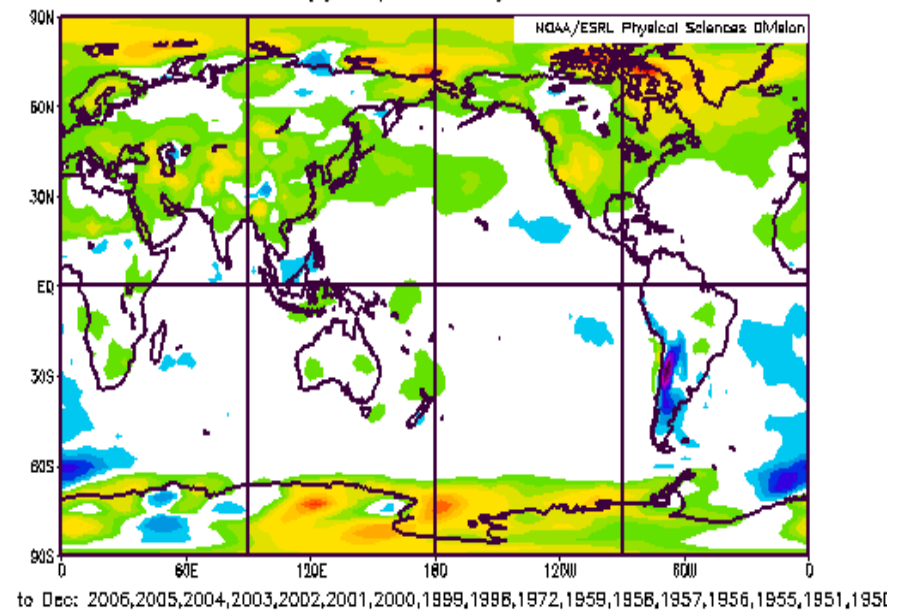 NOAA/ESRL Physical Sciences Division
90N
60N
30N
EQ
30S
60S
90S
0 60E 120E 180 120W 60W 0
to Dec: 2006,2005,2004,2003,2002,2001,2000,1999,1998,1972,1959,1958,1957,1956,1955,1951,